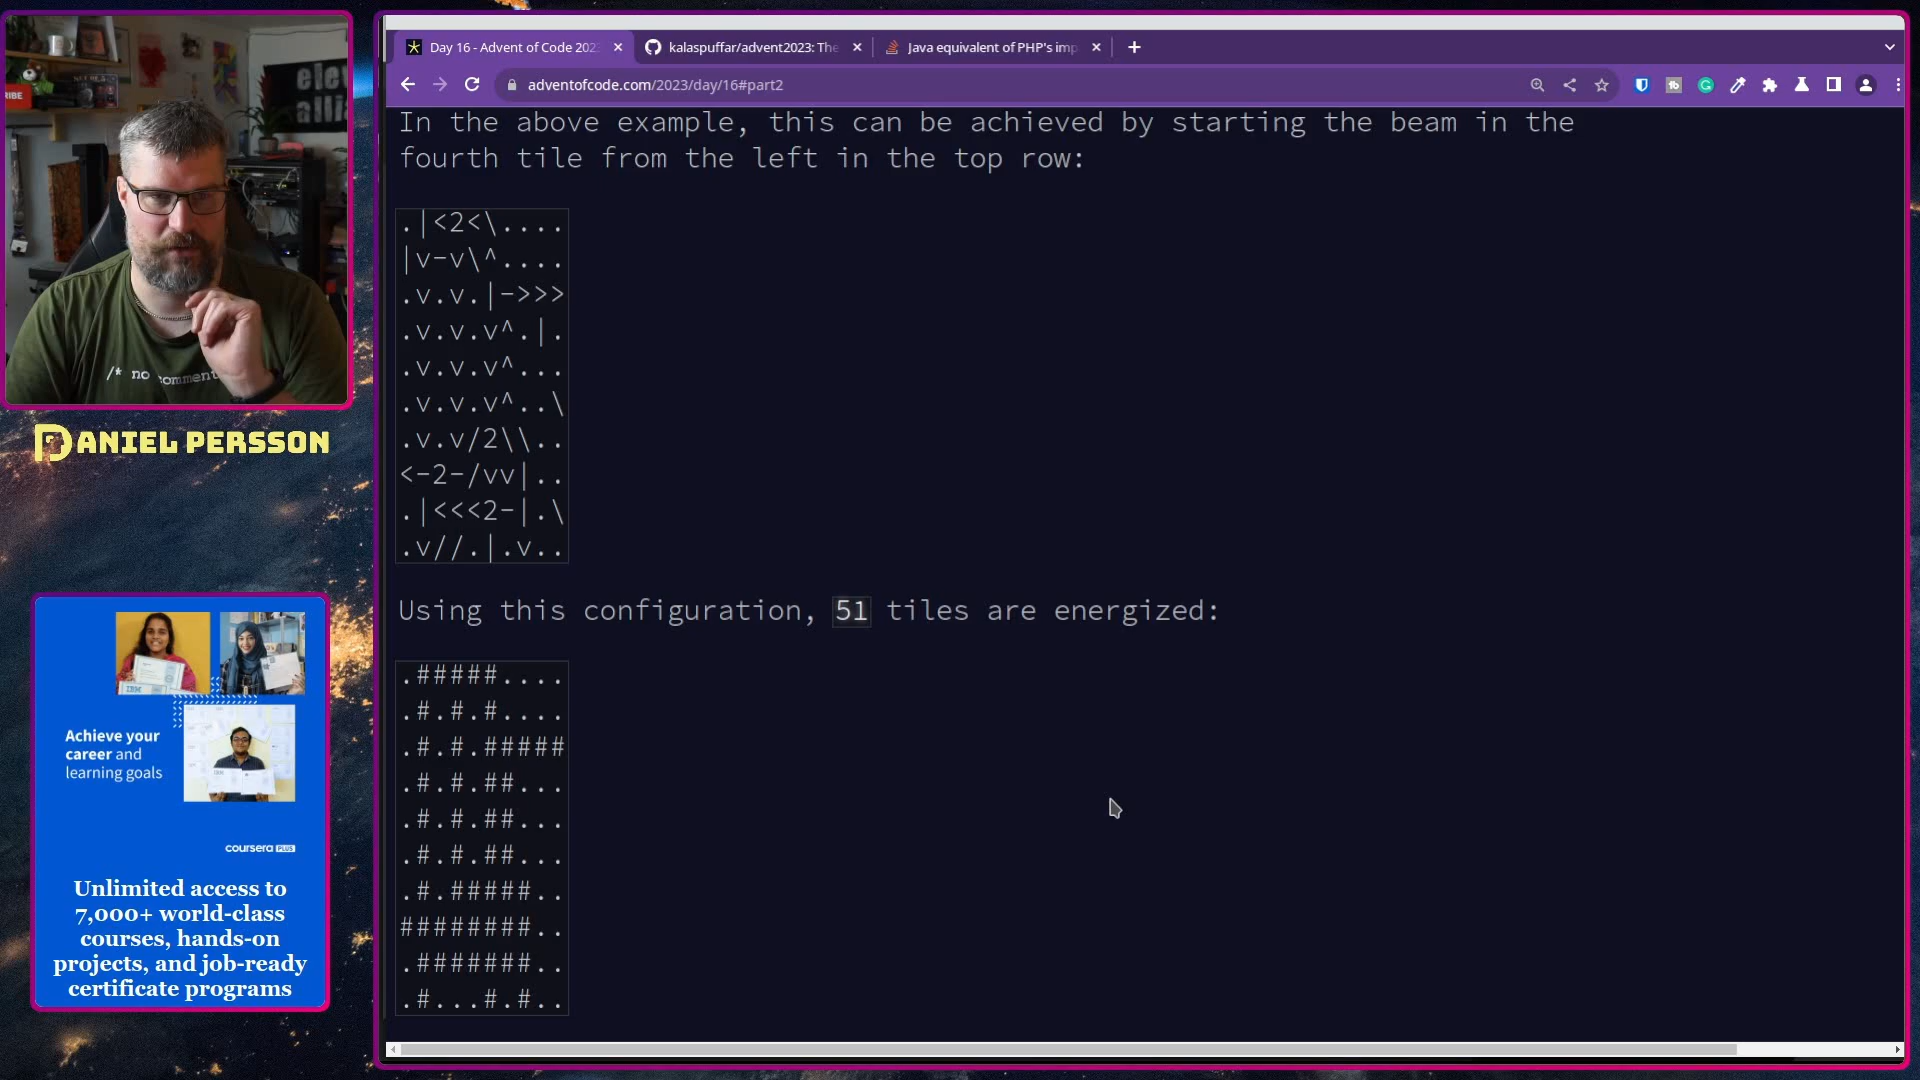 Day 16 - Advent of Code 202
kalaspuffar/advent2023: The
Java equivalent of PHP's imp
adventofcode.com/2023/day/16#part2
In the above example, this can be achieved by starting the beam in the
fourth tile from the left in the top row:
.|<2<\....
|v-v\^....
.v.v.|->>>
.v.v.v^.|.
.v.v.v^...
.v.v.v^..\
.v.v/2\\..
<-2-/vv|..
.|<<<2-|.\
.v//.|.v..
Using this configuration, 51 tiles are energized:
.#####....
.#.#.#....
.#.#.#####
.#.#.##...
.#.#.##...
.#.#.##...
.#.#####..
########..
.#######..
.#...#.#..
/* no comment
DANIEL PERSSON
IBM
Achieve your
career and
learning goals
coursera PLUS
Unlimited access to
7,000+ world-class
courses, hands-on
projects, and job-ready
certificate programs